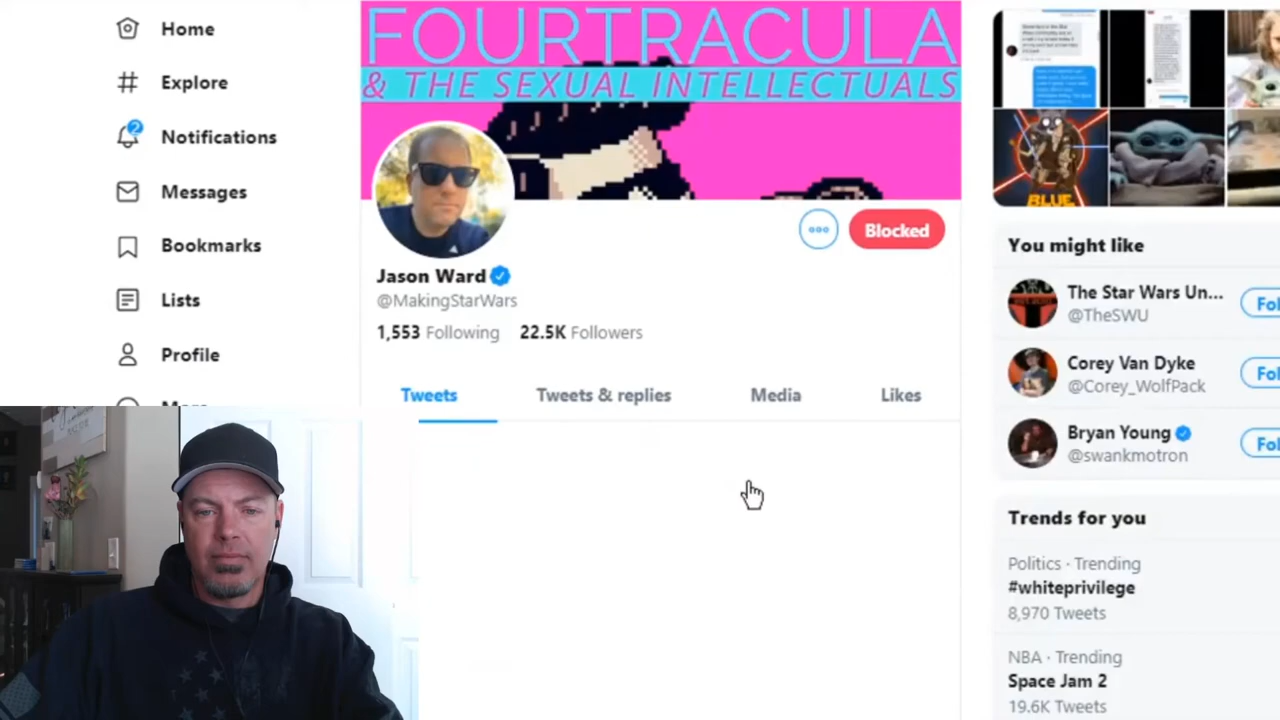 Home
Explore
2
Notifications
Messages
Bookmarks
Lists
Profile
FOURTRACULA
& THE SEXUAL INTELLECTUALS
Blocked
Jason Ward
@MakingStarWars
1,553 Following 22.5K Followers
Tweets Tweets & replies Media Likes
BLUE
You might like
The Star Wars Un...
@TheSWU
Fol
Corey Van Dyke
@Corey_WolfPack
Fol
Bryan Young
@swankmotron
Fol
Trends for you
Politics · Trending
#whiteprivilege
8,970 Tweets
NBA · Trending
Space Jam 2
19.6K Tweets